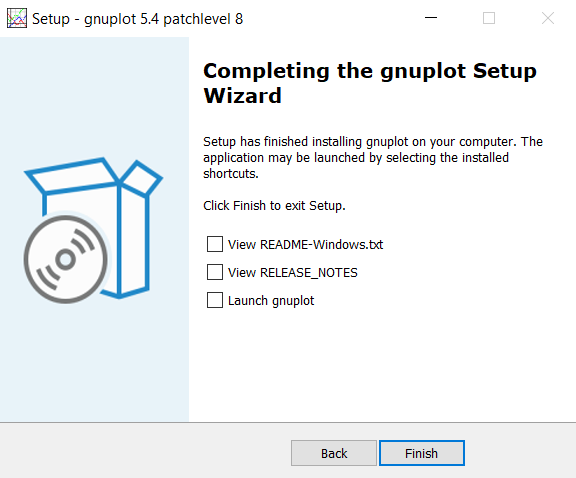 Setup - gnuplot 5.4 patchlevel 8
Completing the gnuplot Setup
Wizard
Setup has finished installing gnuplot on your computer. The
application may be launched by selecting the installed
shortcuts.
Click Finish to exit Setup.
View README-Windows.txt
View RELEASE_NOTES
Launch gnuplot
Back
Finish